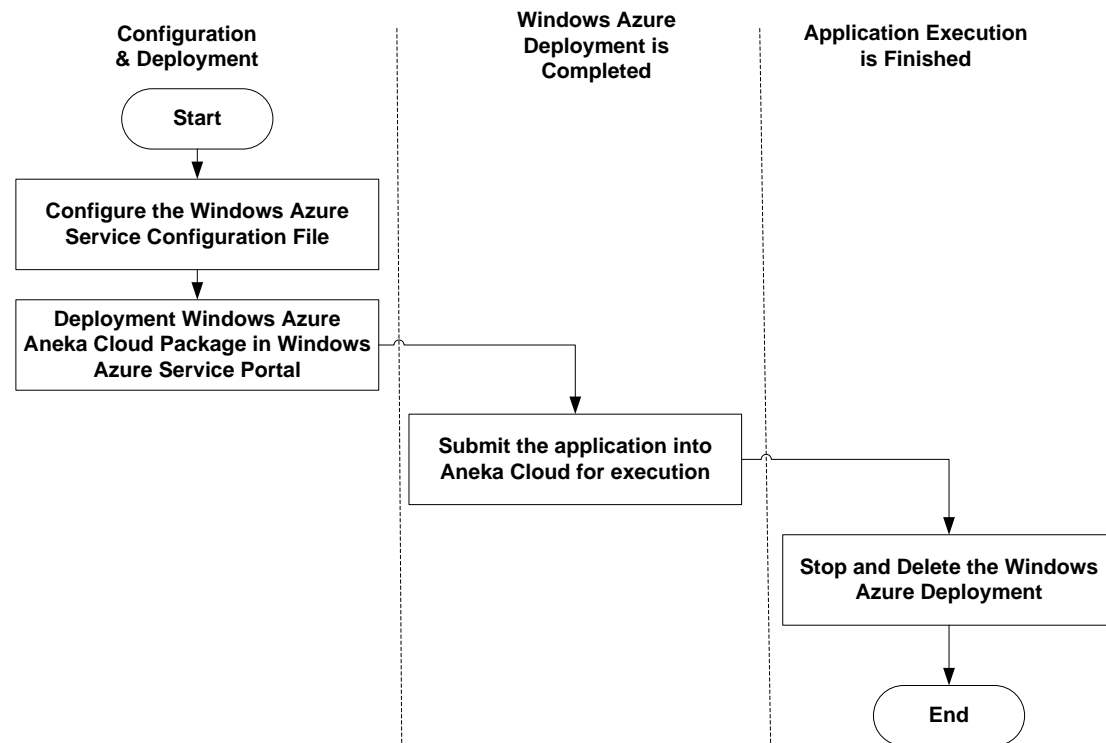 Configuration
& Deployment
Windows Azure
Deployment is
Completed
Application Execution
is Finished
Start
Configure the Windows Azure
Service Configuration File
Deployment Windows Azure
Aneka Cloud Package in Windows
Azure Service Portal
Submit the application into
Aneka Cloud for execution
Stop and Delete the Windows
Azure Deployment
End